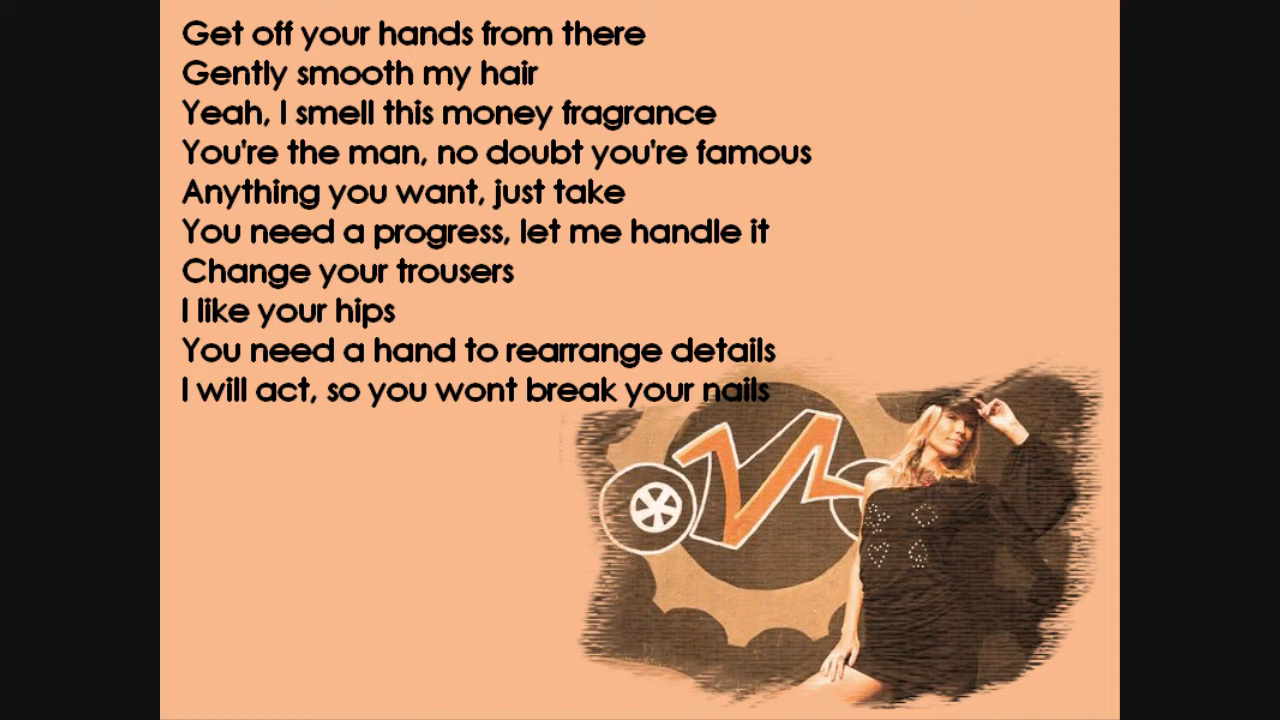 Get off your hands from there
Gently smooth my hair
Yeah, I smell this money fragrance
You're the man, no doubt you're famous
Anything you want, just take
You need a progress, let me handle it
Change your trousers
I like your hips
You need a hand to rearrange details
I will act, so you wont break your nails